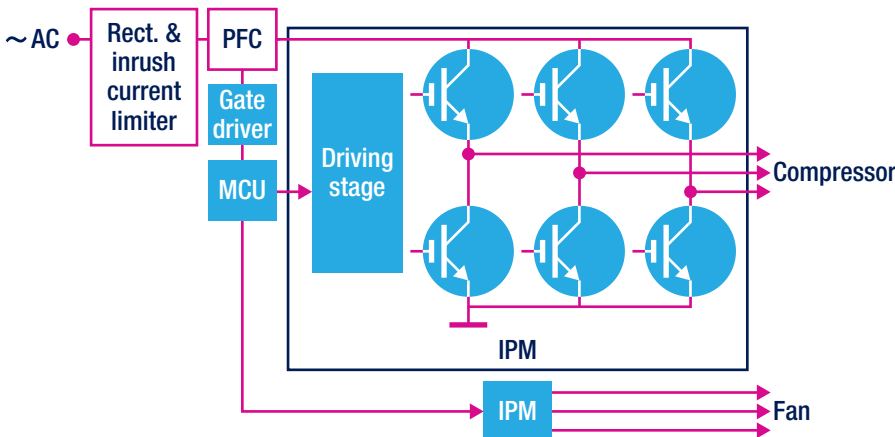 ~ AC
Rect. &
inrush
current
limiter
PFC
Gate
driver
MCU
Driving
stage
Compressor
IPM
IPM
Fan